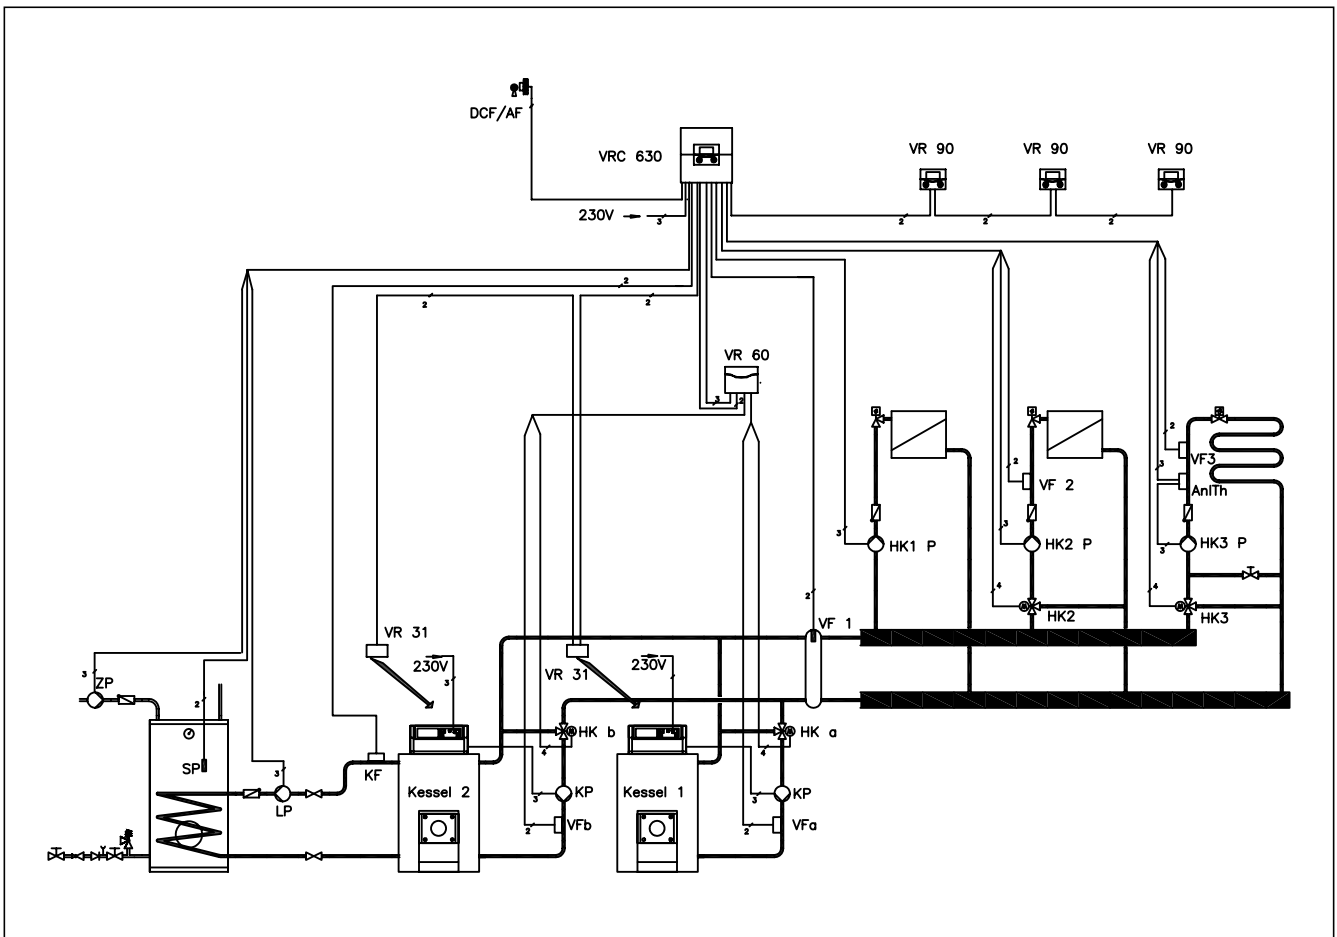 DCF/AF
VRC 630
VR 90
VR 90
VR 90
230V
3
2
2
2
2
2
2
VR 60
3
2
2
2
3
VF3
VF 2
AnlTh
2
3
3
3
HK1 P
HK2 P
HK3 P
4
4
2
HK2
HK3
VF 1
VR 31
230V
VR 31
230V
3
ZP
3
2
3
HK b
HK a
4
4
SP
KF
3
LP
Kessel 2
3
KP
Kessel 1
3
KP
2
VFb
2
VFa